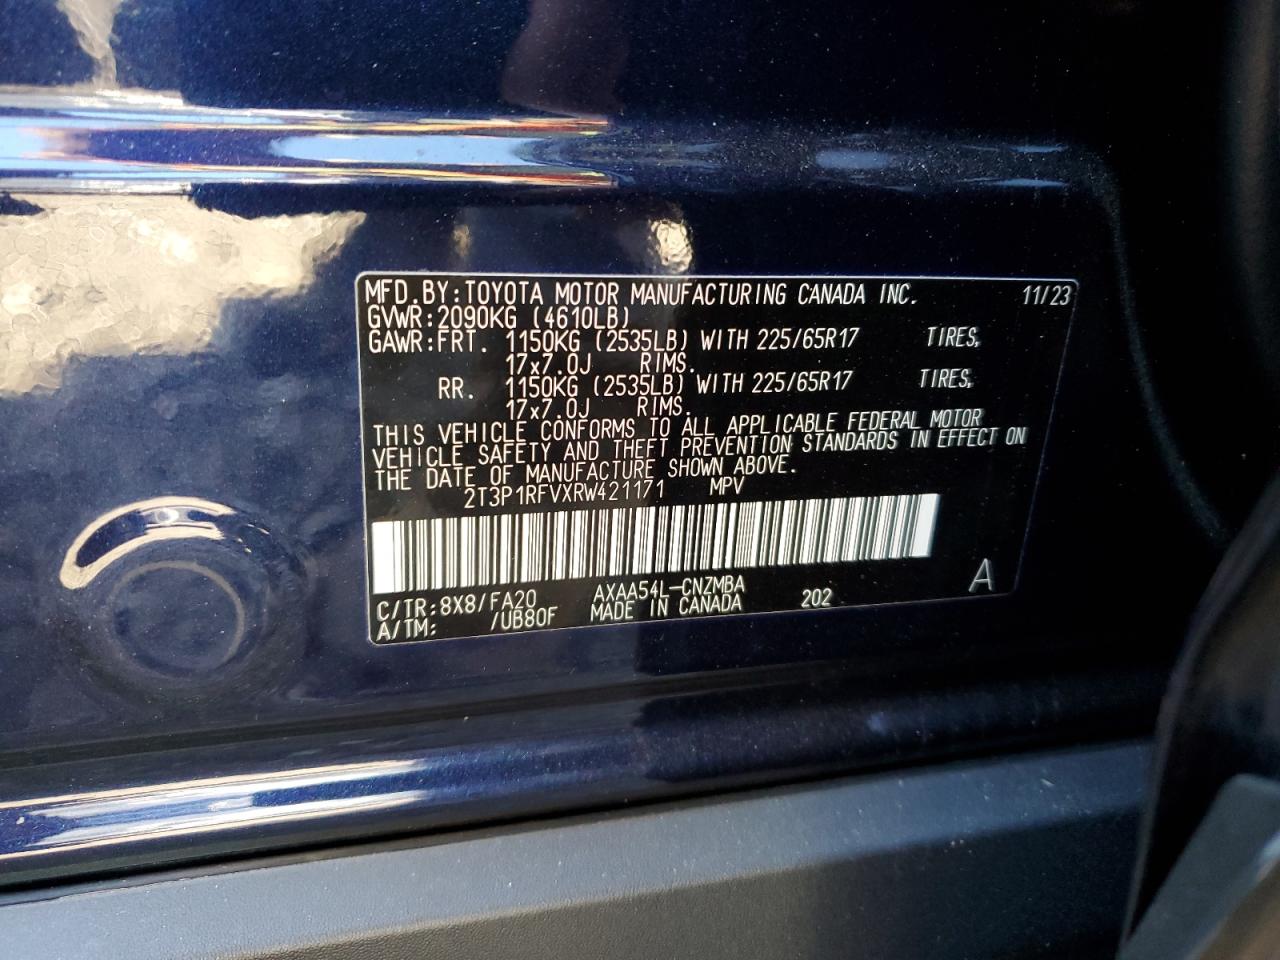 MFD.BY:TOYOTA MOTOR MANUFACTURING CANADA INC. 11/23
GVWR:2090KG (4610LB)
GAWR:FRT. 1150KG (2535LB) WITH 225/65R17 TIRES,
17x7.0J RIMS.
RR. 1150KG (2535LB) WITH 225/65R17 TIRES,
17x7.0J RIMS.
THIS VEHICLE CONFORMS TO ALL APPLICABLE FEDERAL MOTOR
VEHICLE SAFETY AND THEFT PREVENTION STANDARDS IN EFFECT ON
THE DATE OF MANUFACTURE SHOWN ABOVE.
2T3P1RFVXRW421171 MPV
C/TR:8X8/FA20 AXAA54L-CNZMBA A
A/TM: /UB80F MADE IN CANADA 202